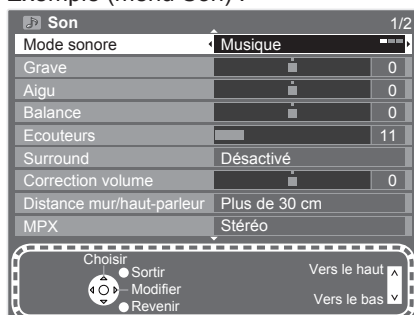 Exemple (menu Son) :
Son 1/2
Mode sonore Musique
Grave 0
Aigu 0
Balance 0
Ecouteurs 11
Surround Désactivé
Correction volume 0
Distance mur/haut-parleur Plus de 30 cm
MPX Stéréo
Choisir
Sortir
Modifier
Revenir
Vers le haut
Vers le bas